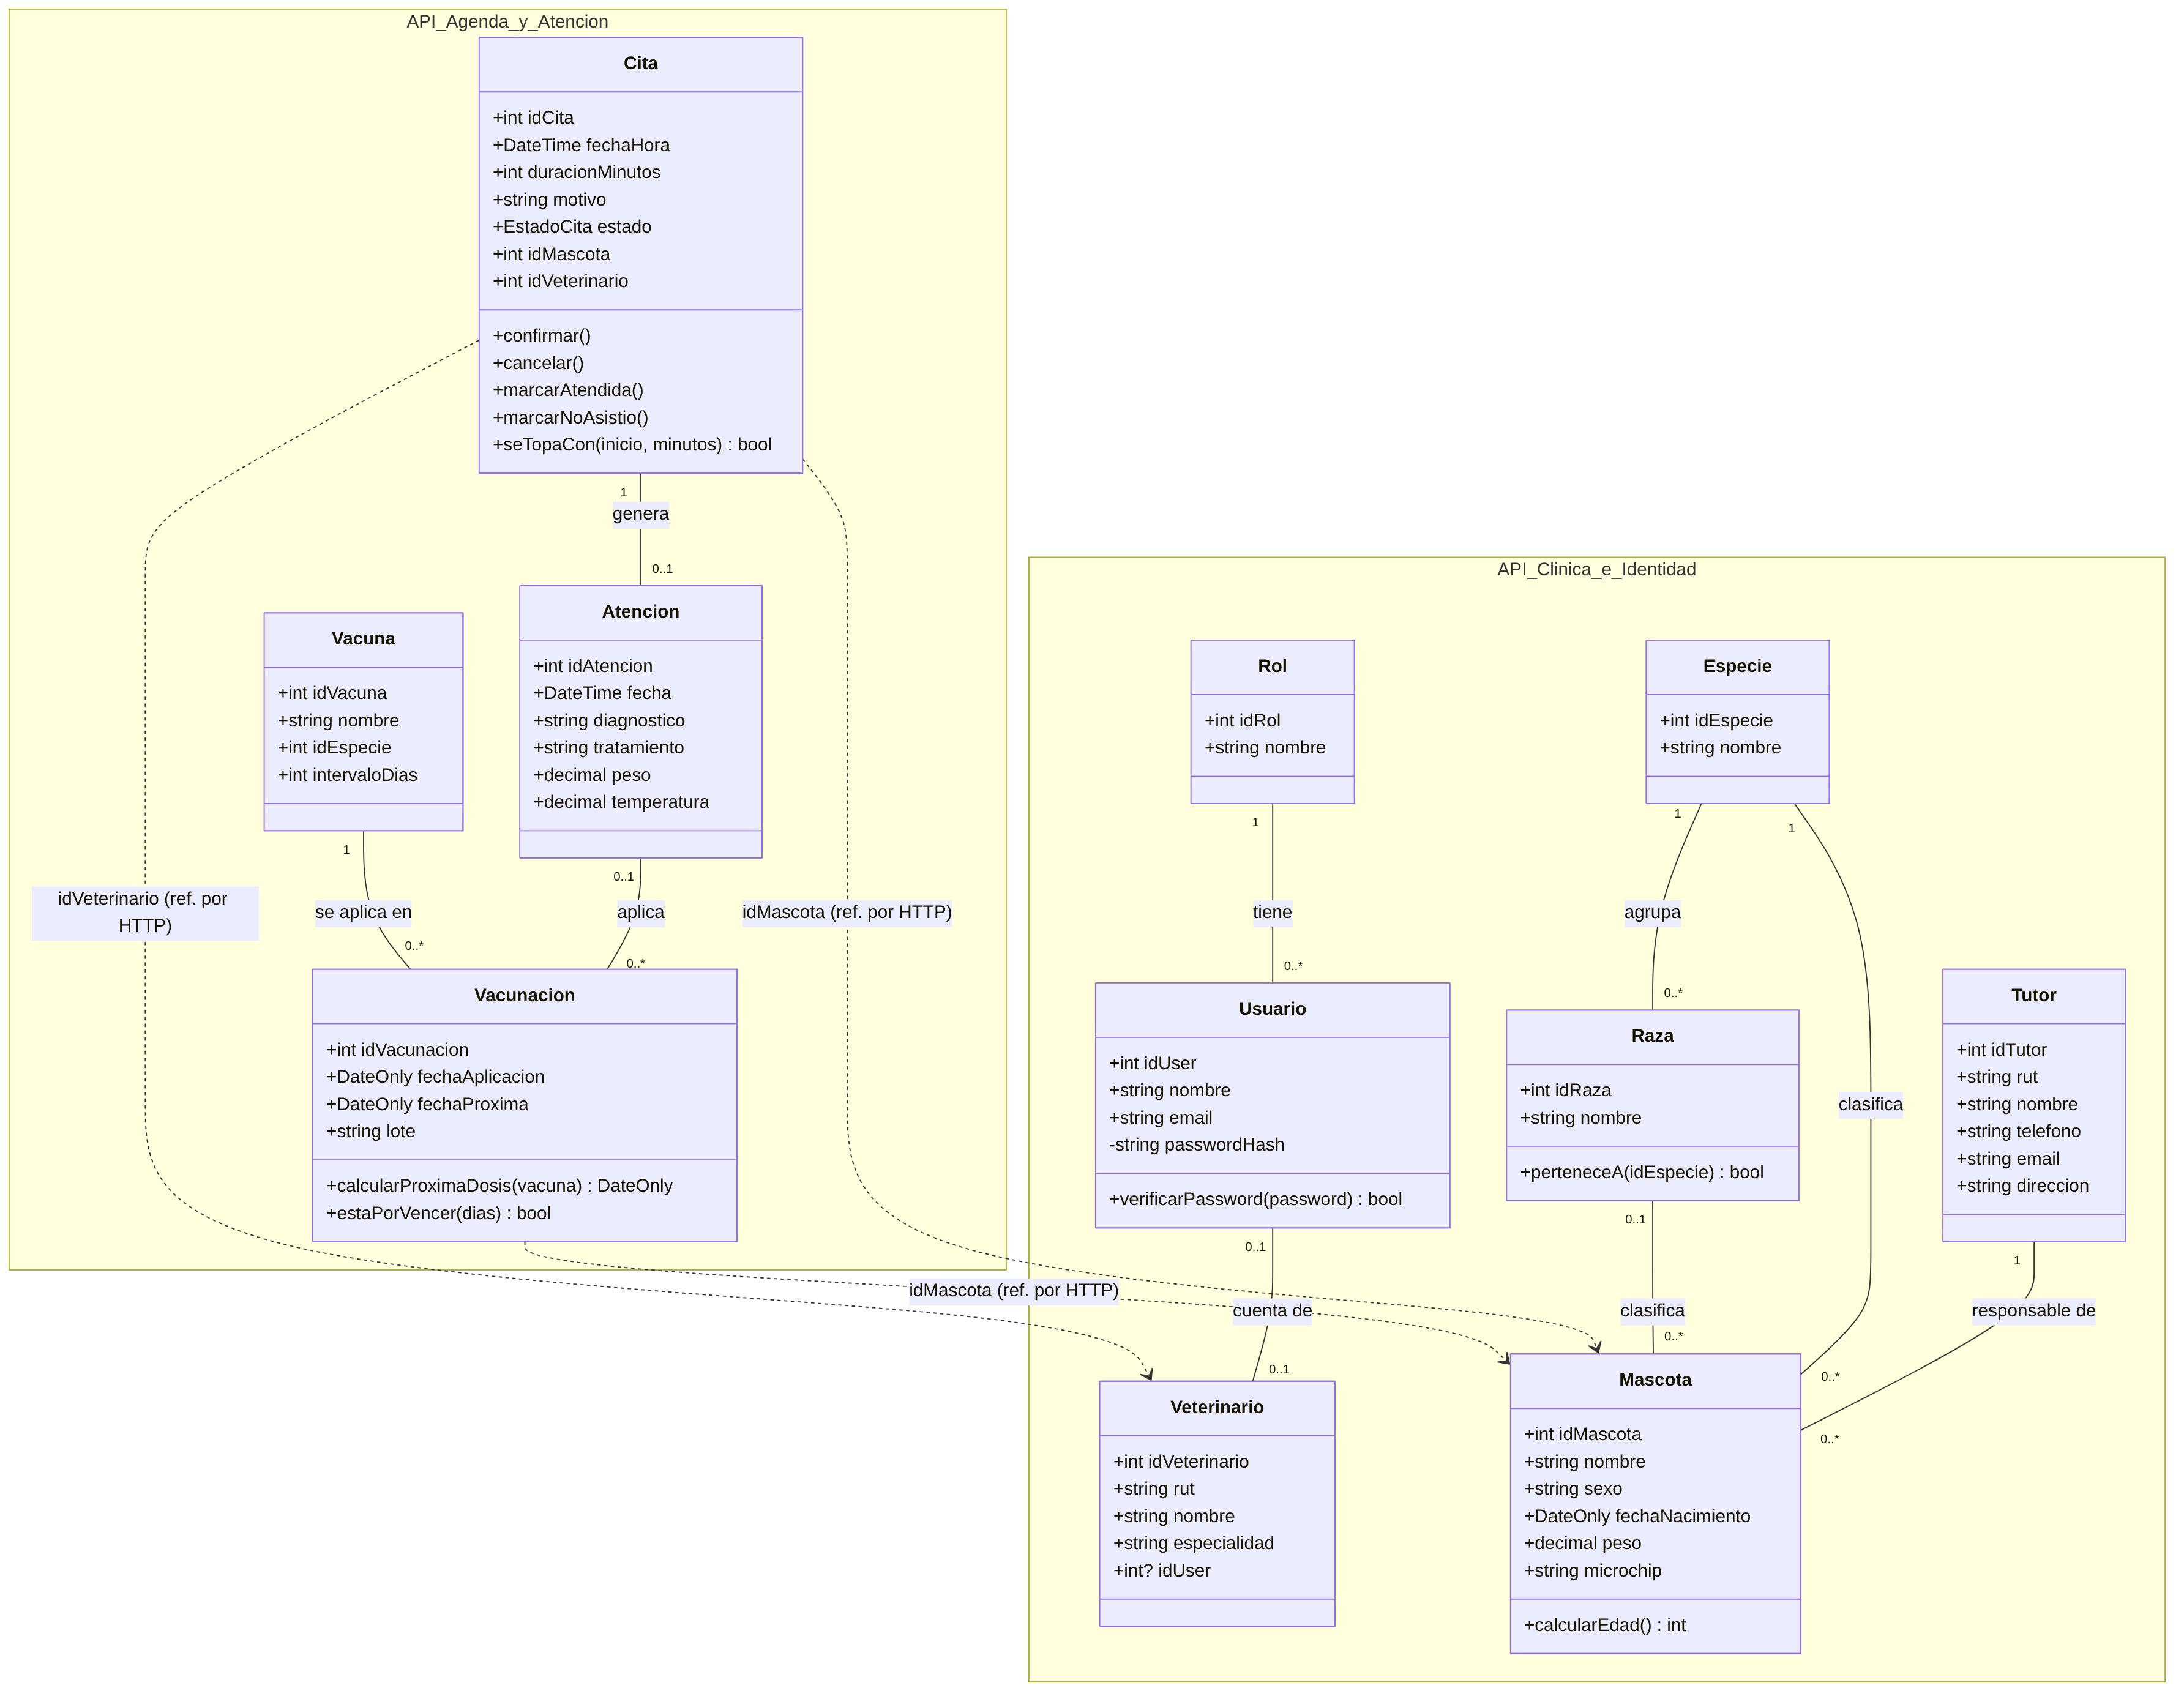 API_Agenda_y_Atencion
Cita
+int idCita
+DateTime fechaHora
+int duracionMinutos
+string motivo
+EstadoCita estado
+int idMascota
+int idVeterinario
+confirmar()
+cancelar()
+marcarAtendida()
+marcarNoAsistio()
+seTopaCon(inicio, minutos) : bool
1
genera
0..1
Vacuna
+int idVacuna
+string nombre
+int idEspecie
+int intervaloDias
Atencion
+int idAtencion
+DateTime fecha
+string diagnostico
+string tratamiento
+decimal peso
+decimal temperatura
1
0..1
idVeterinario (ref. por
HTTP)
se aplica en
aplica
idMascota (ref. por HTTP)
0..*
0..*
Vacunacion
+int idVacunacion
+DateOnly fechaAplicacion
+DateOnly fechaProxima
+string lote
+calcularProximaDosis(vacuna) : DateOnly
+estaPorVencer(dias) : bool
idMascota (ref. por HTTP)
API_Clinica_e_Identidad
Rol
+int idRol
+string nombre
Especie
+int idEspecie
+string nombre
1
1
1
tiene
agrupa
0..*
0..*
Usuario
+int idUser
+string nombre
+string email
-string passwordHash
+verificarPassword(password) : bool
Raza
+int idRaza
+string nombre
+perteneceA(idEspecie) : bool
clasifica
Tutor
+int idTutor
+string rut
+string nombre
+string telefono
+string email
+string direccion
0..1
0..1
1
cuenta de
clasifica
responsable de
0..1
0..*
0..*
0..*
Veterinario
+int idVeterinario
+string rut
+string nombre
+string especialidad
+int? idUser
Mascota
+int idMascota
+string nombre
+string sexo
+DateOnly fechaNacimiento
+decimal peso
+string microchip
+calcularEdad() : int